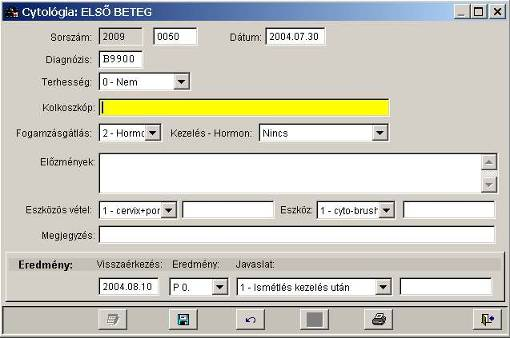 Cytológia: ELSŐ BETEG
Sorszám: 2009 0050 Dátum: 2004.07.30
Diagnózis: B9900
Terhesség: 0 - Nem
Kolkoszkóp:
Fogamzásgátlás: 2 - Hormo Kezelés - Hormon: Nincs
Előzmények:
Eszközös vétel: 1 - cervix+por Eszköz: 1 - cyto-brush
Megjegyzés:
Eredmény: Visszaérkezés: Eredmény: Javaslat:
2004.08.10 P 0. 1 - Ismétlés kezelés után